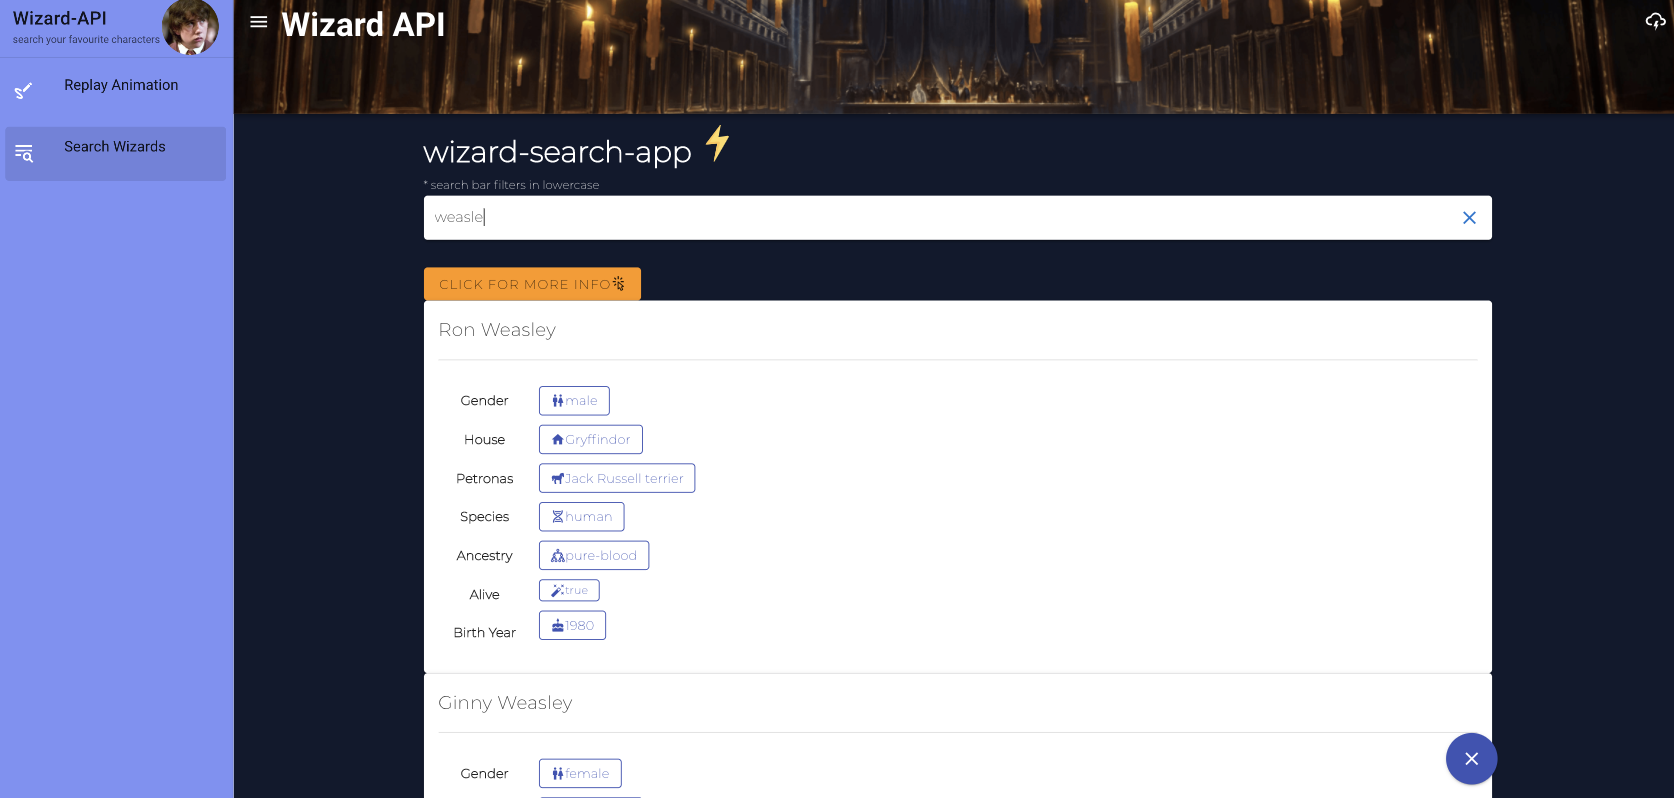 Wizard-API
search your favourite characters
Replay Animation
Search Wizards
Wizard API
wizard-search-app
* search bar filters in lowercase
weasle
CLICK FOR MORE INFO
Ron Weasley
Gender male
House Gryffindor
Petronas Jack Russell terrier
Species human
Ancestry pure-blood
Alive true
Birth Year 1980
Ginny Weasley
Gender female